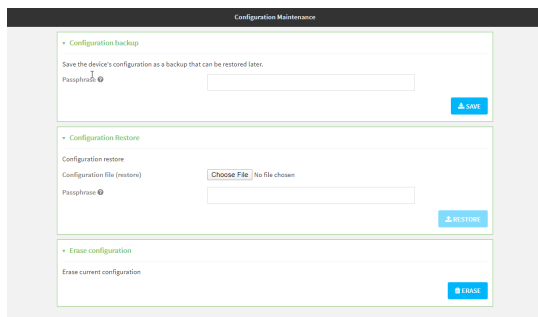 Configuration Maintenance
Configuration backup
Save the device's configuration as a backup that can be restored later.
Passphrase
SAVE
Configuration Restore
Configuration restore
Configuration file (restore) Choose File No file chosen
Passphrase
RESTORE
Erase configuration
Erase current configuration
ERASE